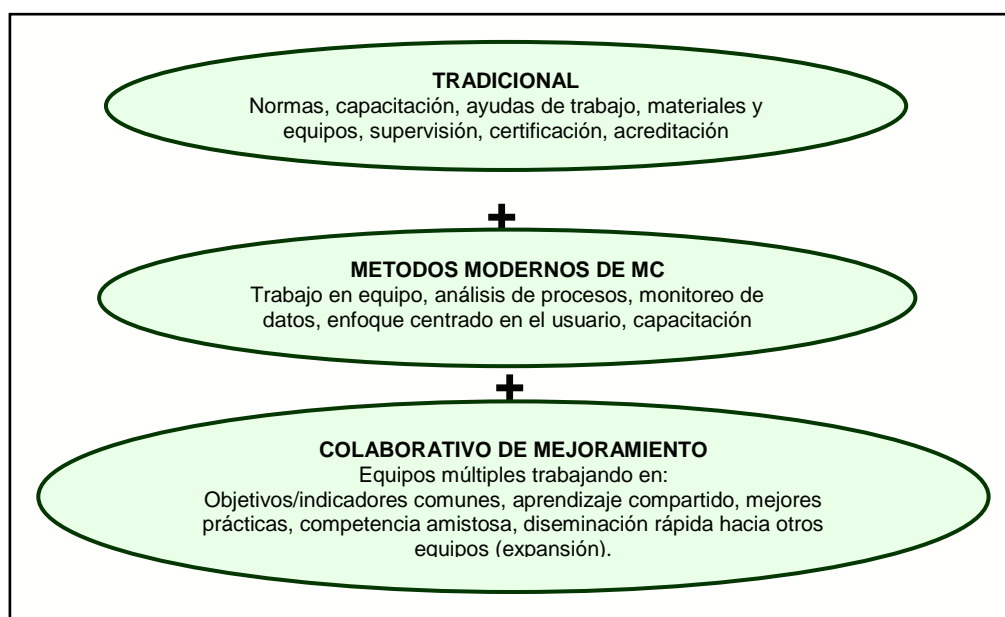 TRADICIONAL
Normas, capacitación, ayudas de trabajo, materiales y
equipos, supervisión, certificación, acreditación
+
METODOS MODERNOS DE MC
Trabajo en equipo, análisis de procesos, monitoreo de
datos, enfoque centrado en el usuario, capacitación
+
COLABORATIVO DE MEJORAMIENTO
Equipos múltiples trabajando en:
Objetivos/indicadores comunes, aprendizaje compartido, mejores
prácticas, competencia amistosa, diseminación rápida hacia otros
equipos (expansión).